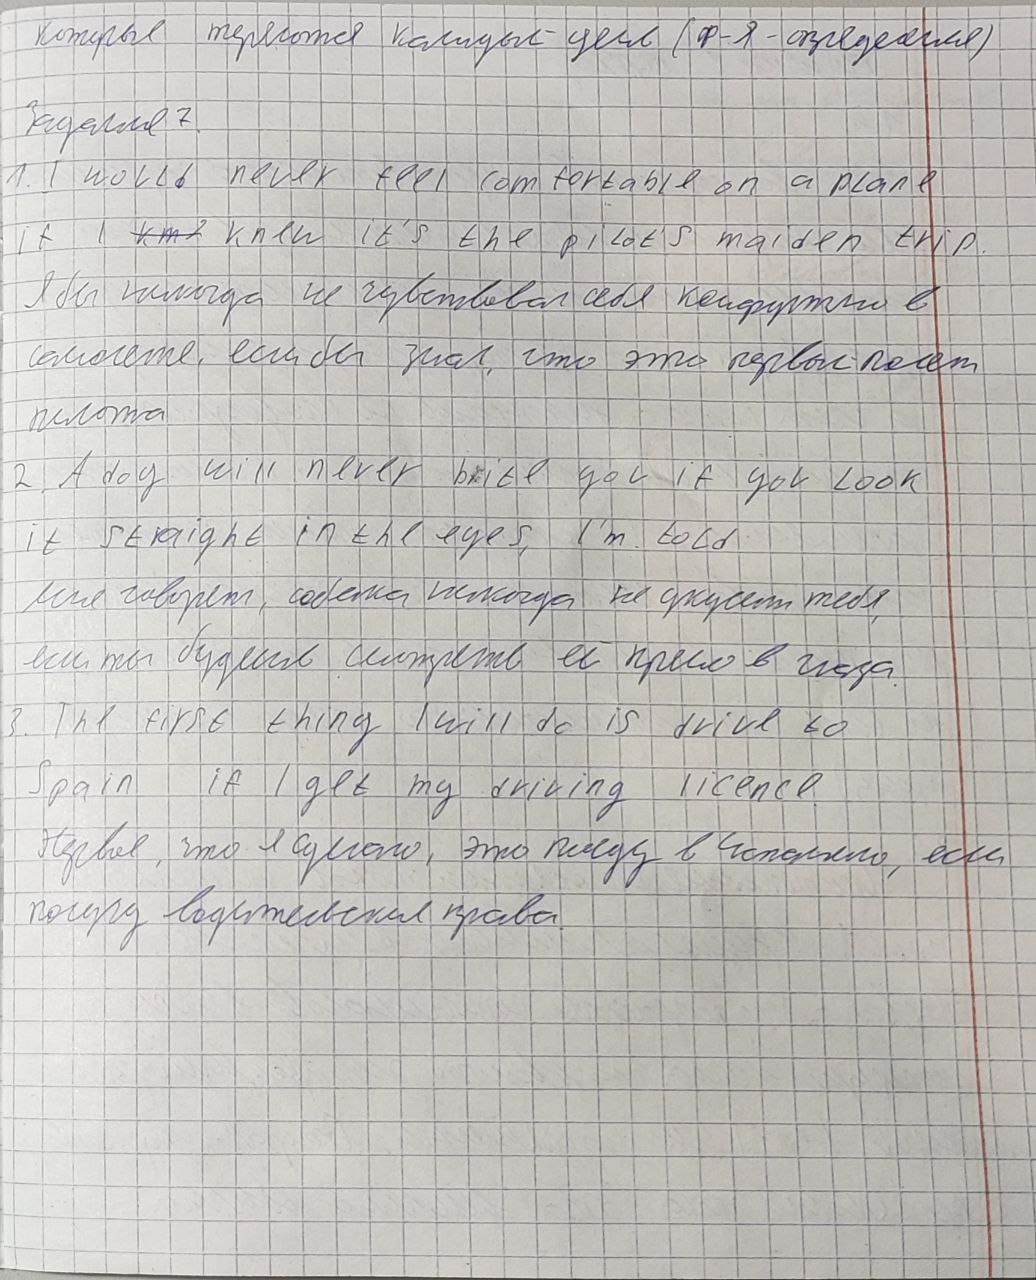 которые теряются каждый день (ф-я-определения)
Задание 7.
1. I would never feel comfortable on a plane
if I knew it's the pilot's maiden trip.
Я бы никогда не чувствовал себя комфортно в
самолете, если бы знал, что это первый полет
пилота
2. A dog will never bite you if you look
it straight in the eyes, I'm told
Мне говорят, собака никогда не укусит тебя,
если ты будешь смотреть ей прямо в глаза.
3. The first thing I will do is drive to
Spain if I get my driving licence.
Первое, что я сделаю, это поеду в Испанию, если
получу водительские права.